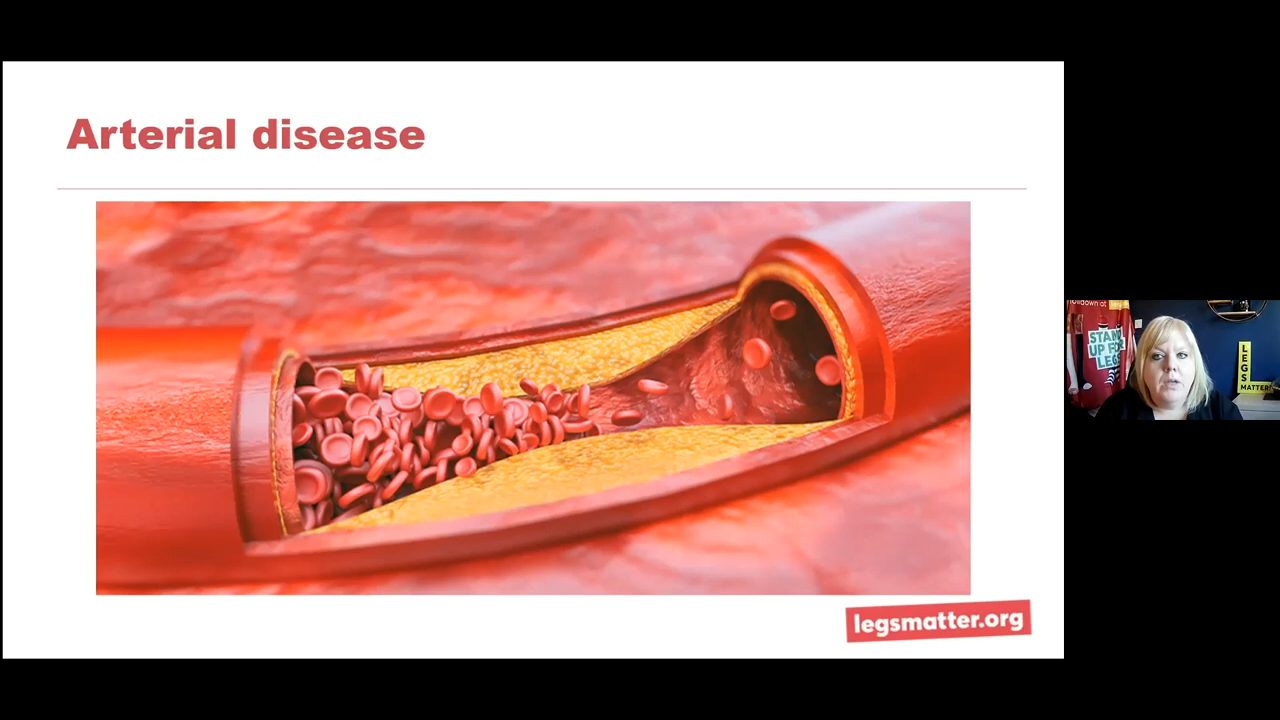 Arterial disease
legsmatter.org
STAND
UP FOR
LEGS
LEGS
MATTER!